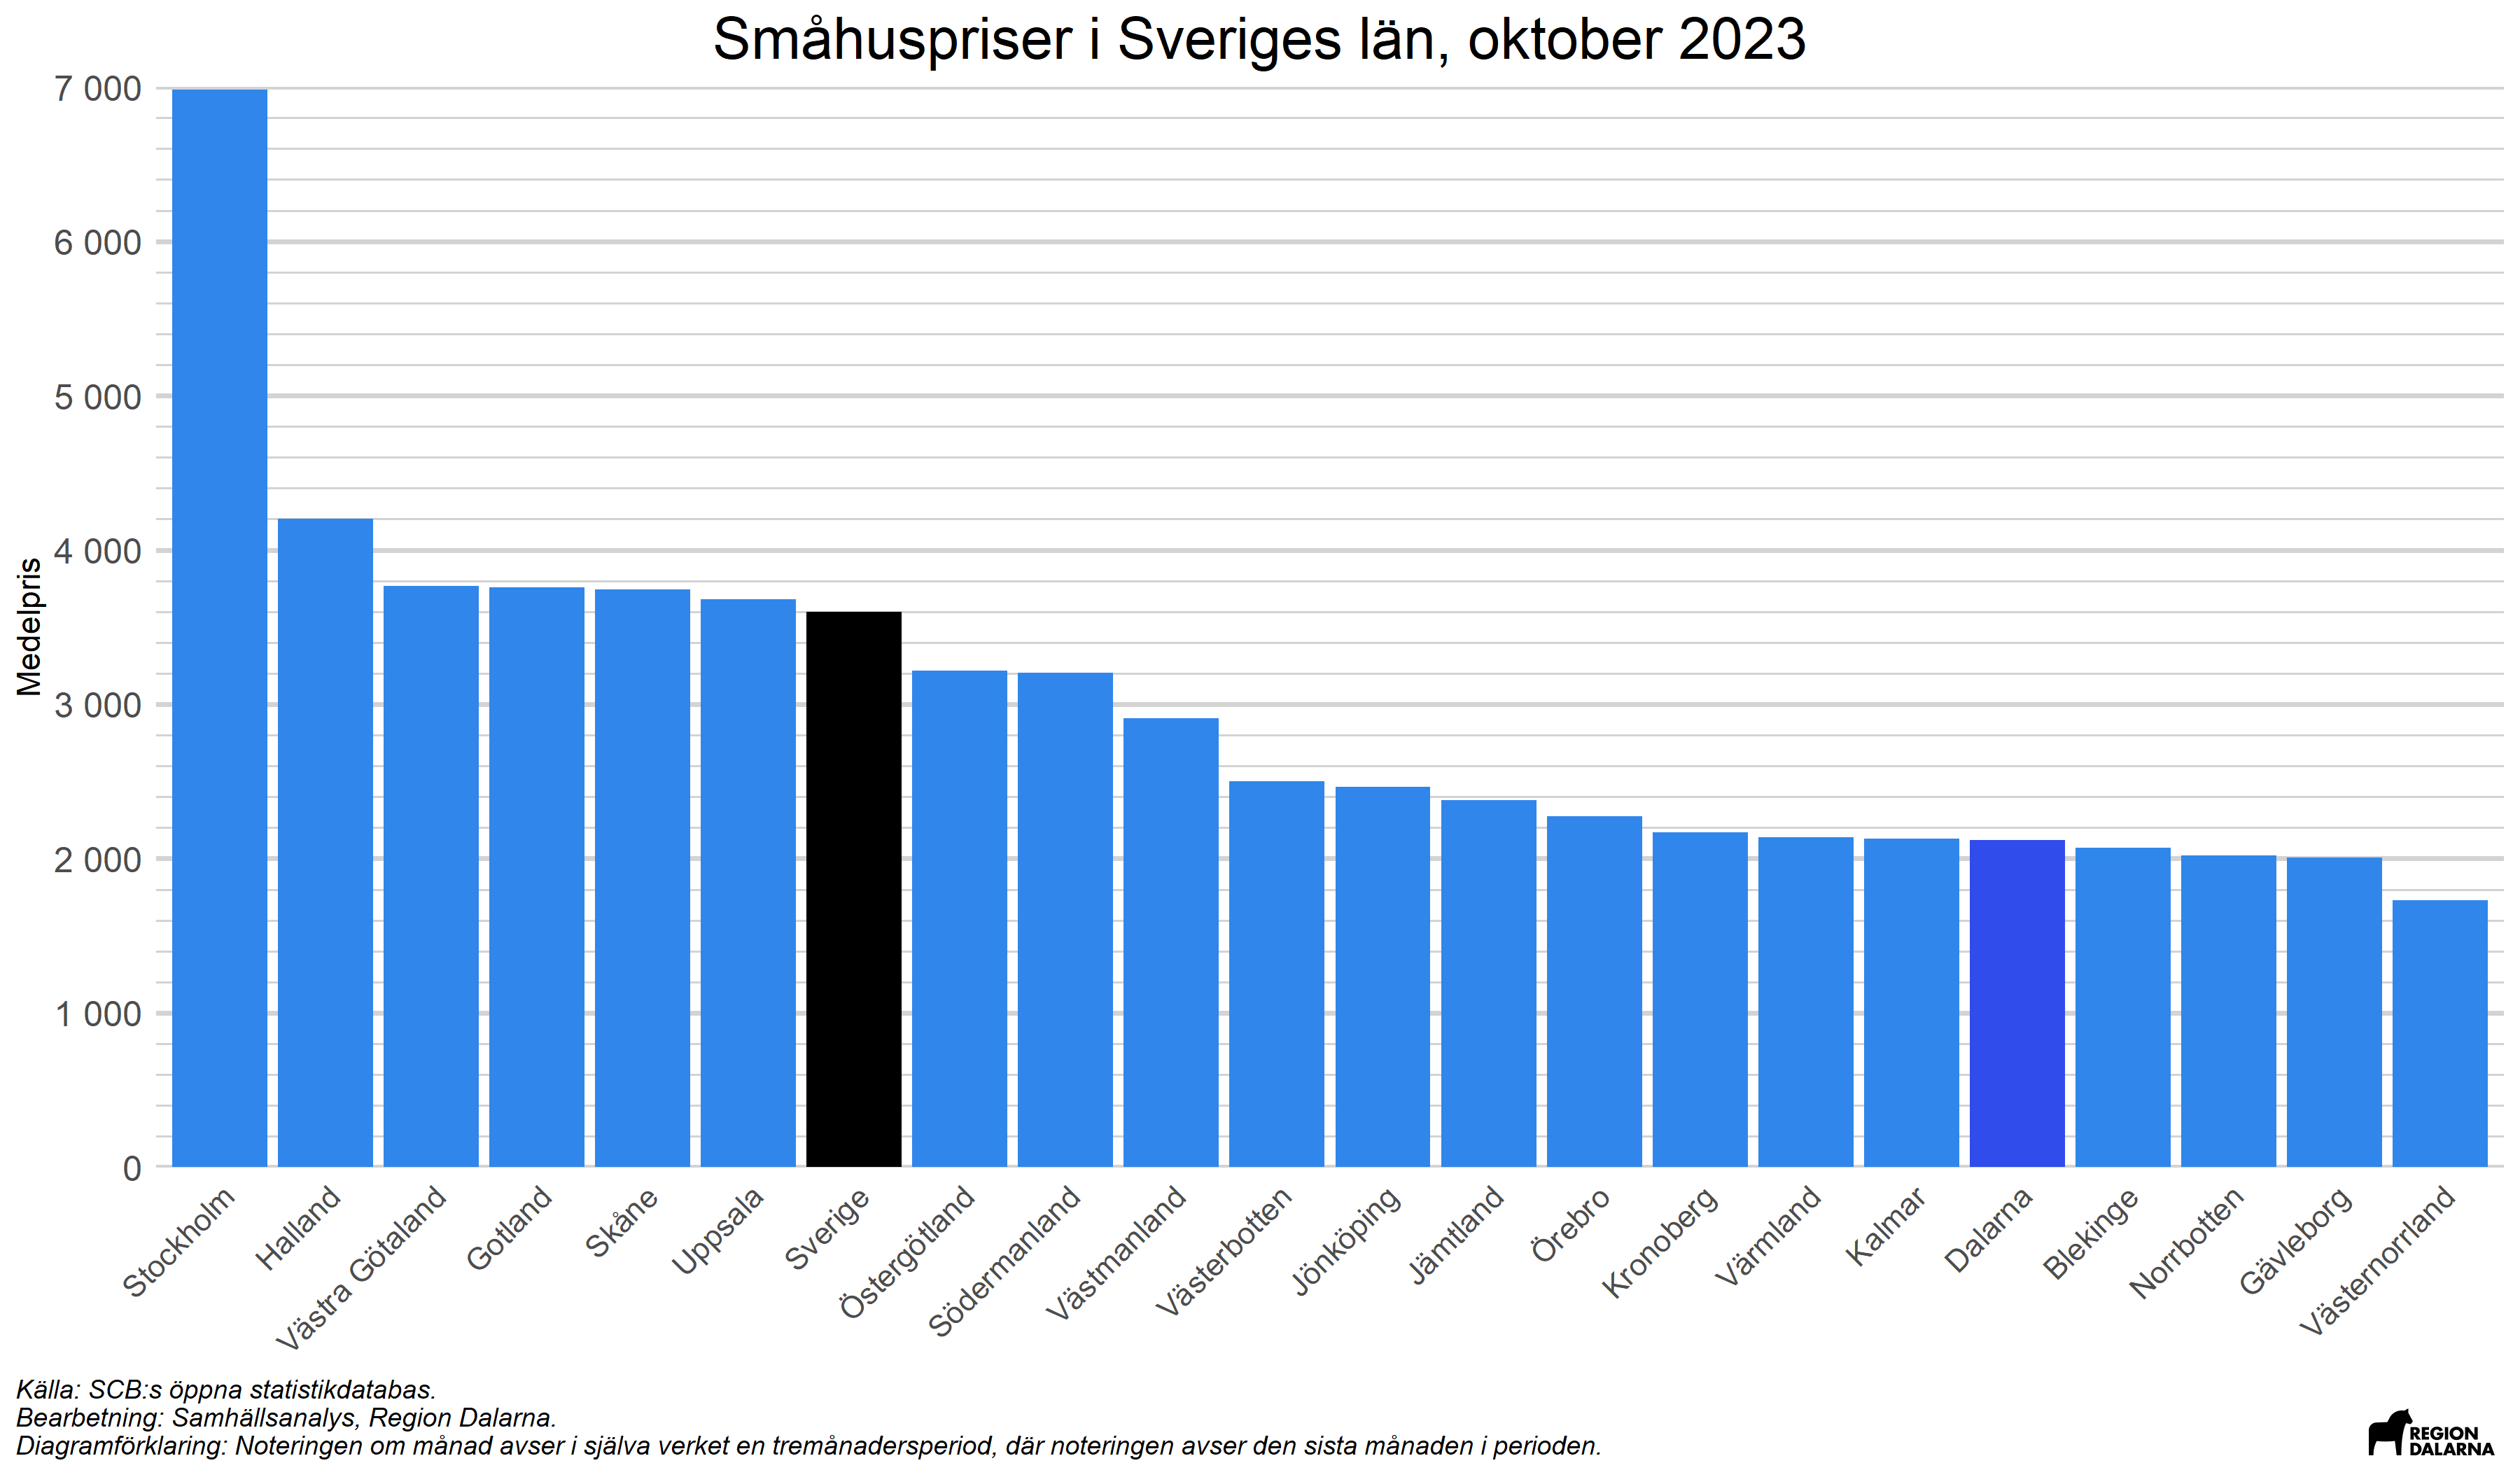 Småhuspriser i Sveriges län, oktober 2023
7 000
6 000
5 000
4 000
3 000
2 000
1 000
0
Medelpris
Stockholm
Halland
Västra Götaland
Gotland
Skåne
Uppsala
Sverige
Östergötland
Södermanland
Västmanland
Västerbotten
Jönköping
Jämtland
Örebro
Kronoberg
Värmland
Kalmar
Dalarna
Blekinge
Norrbotten
Gävleborg
Västernorrland
Källa: SCB:s öppna statistikdatabas.
Bearbetning: Samhällsanalys, Region Dalarna.
Diagramförklaring: Noteringen om månad avser i själva verket en tremånadersperiod, där noteringen avser den sista månaden i perioden.
REGION
DALARNA